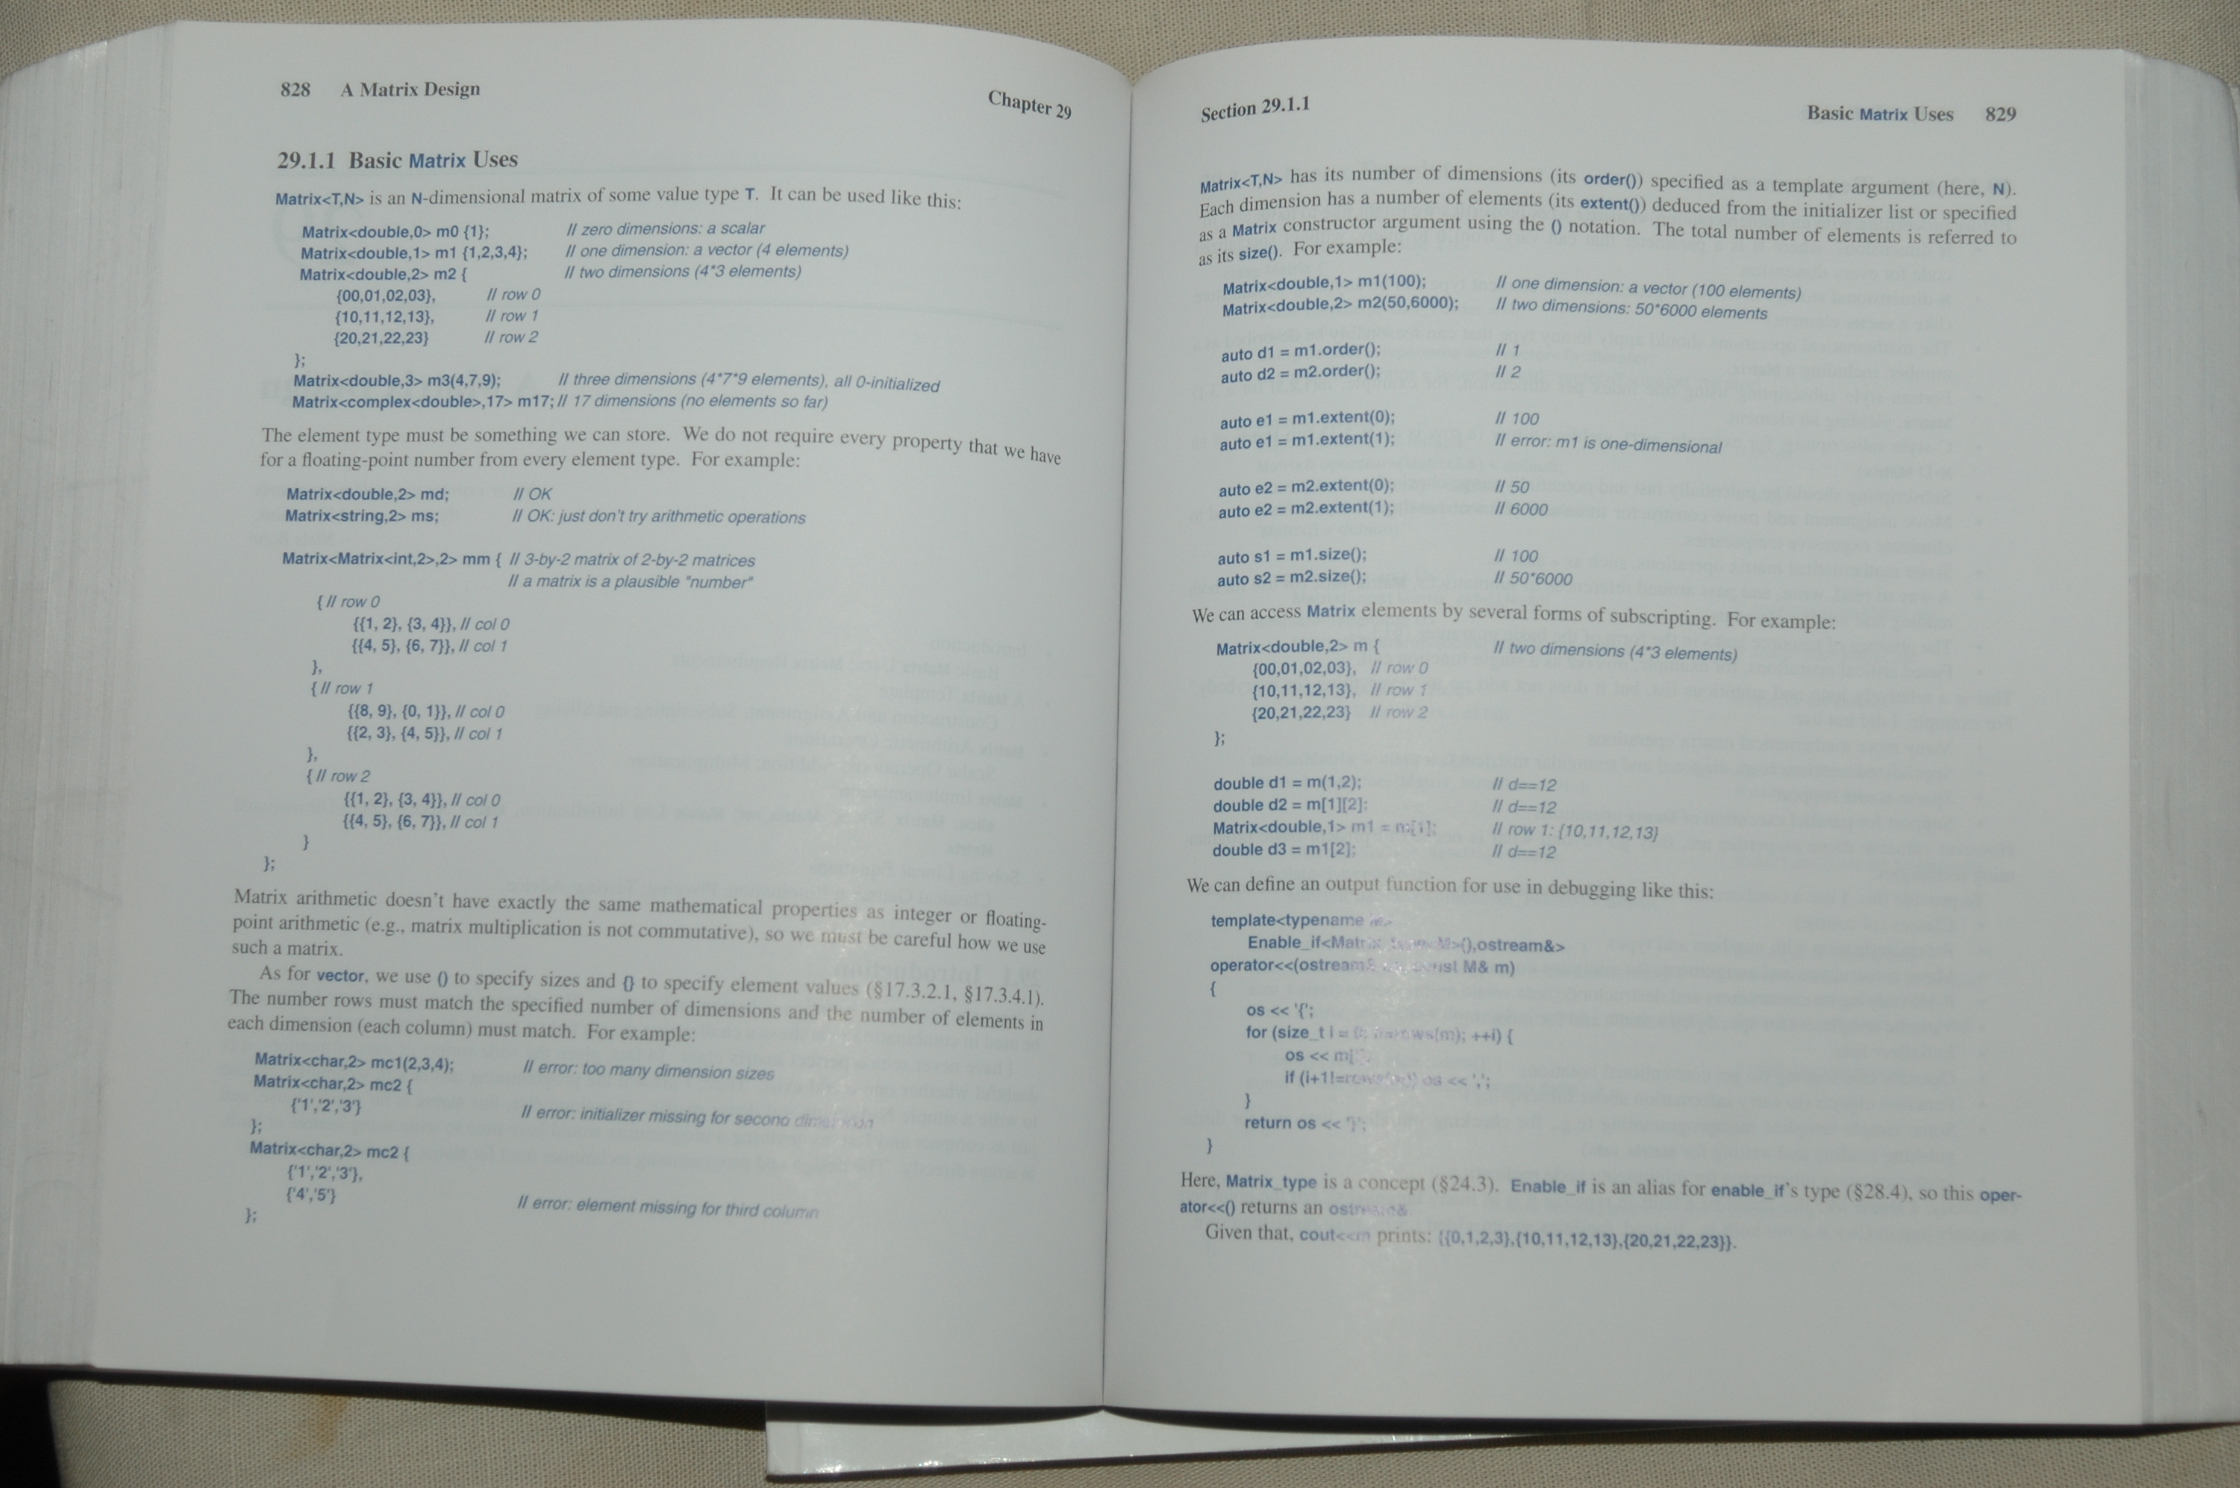 828 A Matrix Design Chapter 29
29.1.1 Basic Matrix Uses
Matrix<T,N> is an N-dimensional matrix of some value type T. It can be used like this:
Matrix<double,0> m0 {1}; // zero dimensions: a scalar
Matrix<double,1> m1 {1,2,3,4}; // one dimension: a vector (4 elements)
Matrix<double,2> m2 { // two dimensions (4*3 elements)
{00,01,02,03}, // row 0
{10,11,12,13}, // row 1
{20,21,22,23} // row 2
};
Matrix<double,3> m3(4,7,9); // three dimensions (4*7*9 elements), all 0-initialized
Matrix<complex<double>,17> m17; // 17 dimensions (no elements so far)
The element type must be something we can store. We do not require every property that we have
for a floating-point number from every element type. For example:
Matrix<double,2> md; // OK
Matrix<string,2> ms; // OK: just don't try arithmetic operations
Matrix<Matrix<int,2>,2> mm { // 3-by-2 matrix of 2-by-2 matrices
// a matrix is a plausible "number"
{ // row 0
{{1, 2}, {3, 4}}, // col 0
{{4, 5}, {6, 7}}, // col 1
},
{ // row 1
{{8, 9}, {0, 1}}, // col 0
{{2, 3}, {4, 5}}, // col 1
},
{ // row 2
{{1, 2}, {3, 4}}, // col 0
{{4, 5}, {6, 7}}, // col 1
}
};
Matrix arithmetic doesn't have exactly the same mathematical properties as integer or floating-
point arithmetic (e.g., matrix multiplication is not commutative), so we must be careful how we use
such a matrix.
As for vector, we use () to specify sizes and {} to specify element values (§17.3.2.1, §17.3.4.1).
The number rows must match the specified number of dimensions and the number of elements in
each dimension (each column) must match. For example:
Matrix<char,2> mc1(2,3,4); // error: too many dimension sizes
Matrix<char,2> mc2 {
{'1','2','3'} // error: initializer missing for second dimension
};
Matrix<char,2> mc2 {
{'1','2','3'},
{'4','5'} // error: element missing for third column
};
Section 29.1.1 Basic Matrix Uses 829
Matrix<T,N> has its number of dimensions (its order()) specified as a template argument (here, N).
Each dimension has a number of elements (its extent()) deduced from the initializer list or specified
as a Matrix constructor argument using the () notation. The total number of elements is referred to
as its size(). For example:
Matrix<double,1> m1(100); // one dimension: a vector (100 elements)
Matrix<double,2> m2(50,6000); // two dimensions: 50*6000 elements
auto d1 = m1.order(); // 1
auto d2 = m2.order(); // 2
auto e1 = m1.extent(0); // 100
auto e1 = m1.extent(1); // error: m1 is one-dimensional
auto e2 = m2.extent(0); // 50
auto e2 = m2.extent(1); // 6000
auto s1 = m1.size(); // 100
auto s2 = m2.size(); // 50*6000
We can access Matrix elements by several forms of subscripting. For example:
Matrix<double,2> m { // two dimensions (4*3 elements)
{00,01,02,03}, // row 0
{10,11,12,13}, // row 1
{20,21,22,23} // row 2
};
double d1 = m(1,2); // d==12
double d2 = m[1][2]; // d==12
Matrix<double,1> m1 = m[1]; // row 1: {10,11,12,13}
double d3 = m1[2]; // d==12
We can define an output function for use in debugging like this:
template<typename
Enable_if< ,ostream&>
operator<<(ostream& M& m)
{
os << '{';
for (size_t i = 0; rows(m); ++i) {
os <<
if (i+1!=rows(m)) os << ',';
}
return os << '}';
}
Here, Matrix_type is a concept (§24.3). Enable_if is an alias for enable_if's type (§28.4), so this oper-
ator<<() returns an ostream&.
Given that, cout<<m prints: {{0,1,2,3},{10,11,12,13},{20,21,22,23}}.